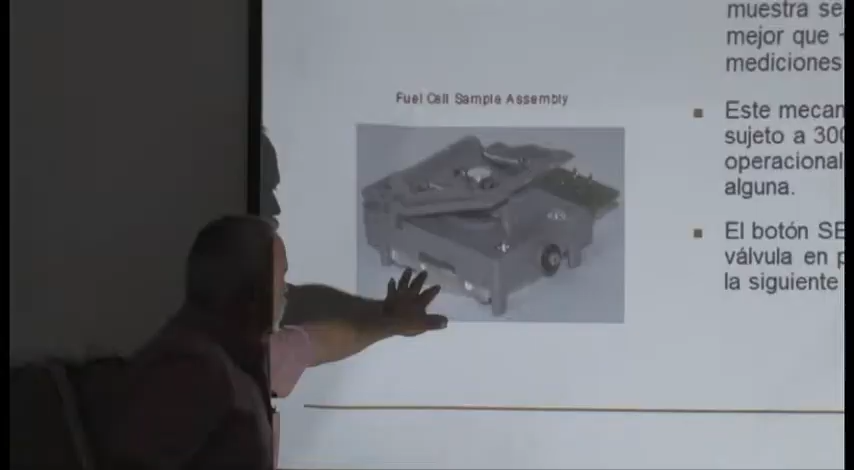 Fuel Cell Sample Assembly
muestra se
mejor que
mediciones
Este mecan
sujeto a 300
operacional
alguna.
El botón SE
válvula en p
la siguiente